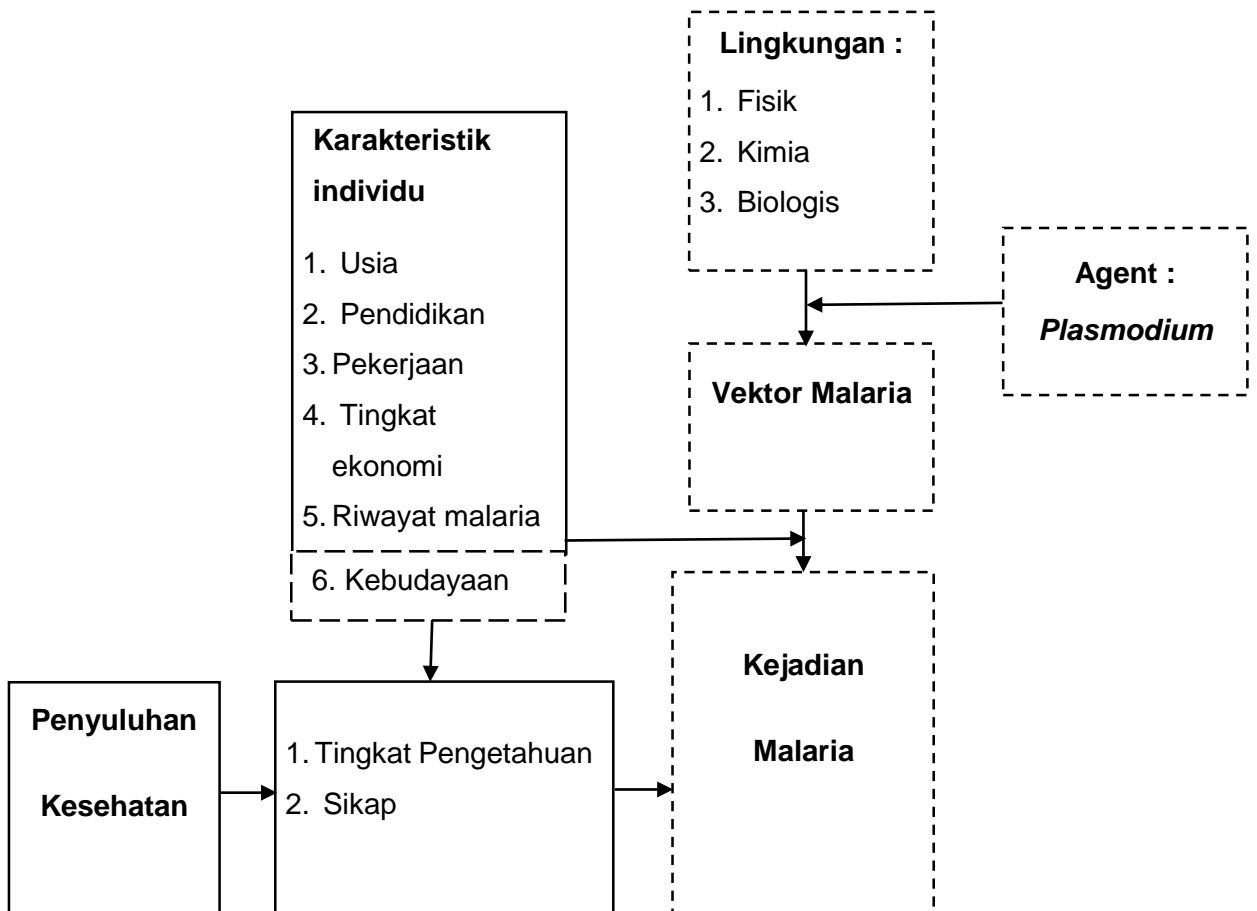 Lingkungan :
1. Fisik
2. Kimia
3. Biologis
Karakteristik
individu
1. Usia
2. Pendidikan
3. Pekerjaan
4. Tingkat
ekonomi
5. Riwayat malaria
6. Kebudayaan
Agent :
Plasmodium
Vektor Malaria
Kejadian
Malaria
Penyuluhan
Kesehatan
1. Tingkat Pengetahuan
2. Sikap